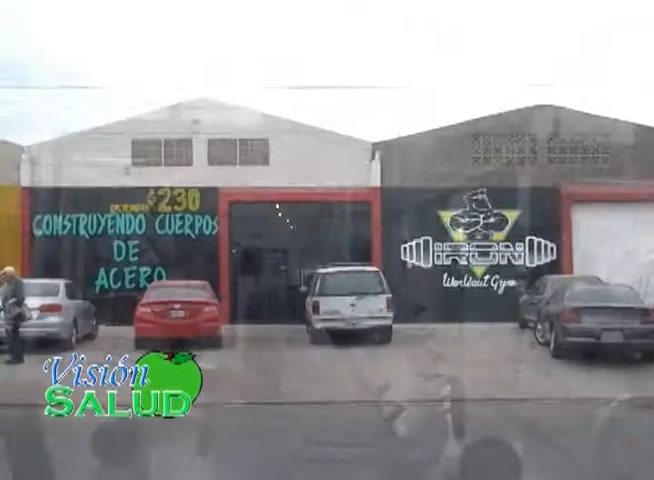 $230
CONSTRUYENDO CUERPOS
DE
ACERO
IRON
WorkOut Gym
Visión
SALUD